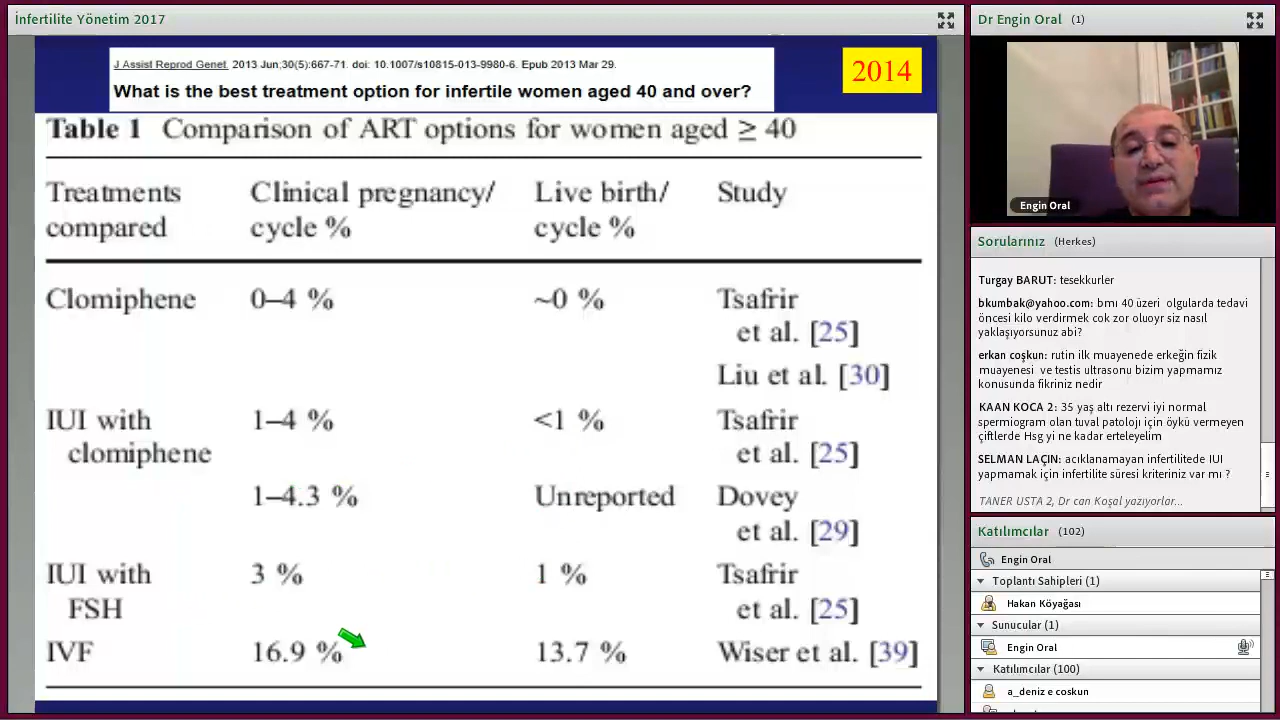 İnfertilite Yönetim 2017
J Assist Reprod Genet. 2013 Jun;30(5):667-71. doi: 10.1007/s10815-013-9980-6. Epub 2013 Mar 29.
What is the best treatment option for infertile women aged 40 and over?
2014
Table 1 Comparison of ART options for women aged ≥ 40
Treatments compared
Clinical pregnancy/ cycle %
Live birth/ cycle %
Study
Clomiphene 0–4 % ~0 % Tsafrir
et al. [25]
Liu et al. [30]
IUI with 1–4 % <1 % Tsafrir
clomiphene et al. [25]
1–4.3 % Unreported Dovey
et al. [29]
IUI with 3 % 1 % Tsafrir
FSH et al. [25]
IVF 16.9 % 13.7 % Wiser et al. [39]
Dr Engin Oral (1)
Engin Oral
Sorularınız (Herkes)
Turgay BARUT: tesekkurler
bkumbak@yahoo.com: bmı 40 üzeri olgularda tedavi
öncesi kilo verdirmek cok zor oluoyr siz nasıl
yaklaşıyorsunuz abi?
erkan coşkun: rutin ilk muayenede erkeğin fizik
muayenesi ve testis ultrasonu bizim yapmamız
konusunda fikriniz nedir
KAAN KOCA 2: 35 yaş altı rezervi iyi normal
spermiogram olan tuval patolojı için öykü vermeyen
çiftlerde Hsg yi ne kadar erteleyelim
SELMAN LAÇIN: açıklanamayan infertilitede IUI
yapmamak için infertilite süresi kriteriniz var mı ?
TANER USTA 2, Dr can Koşal yazıyorlar...
Katılımcılar (102)
Engin Oral
Toplantı Sahipleri (1)
Hakan Köyağası
Sunucular (1)
Engin Oral
Katılımcılar (100)
a_deniz e coskun